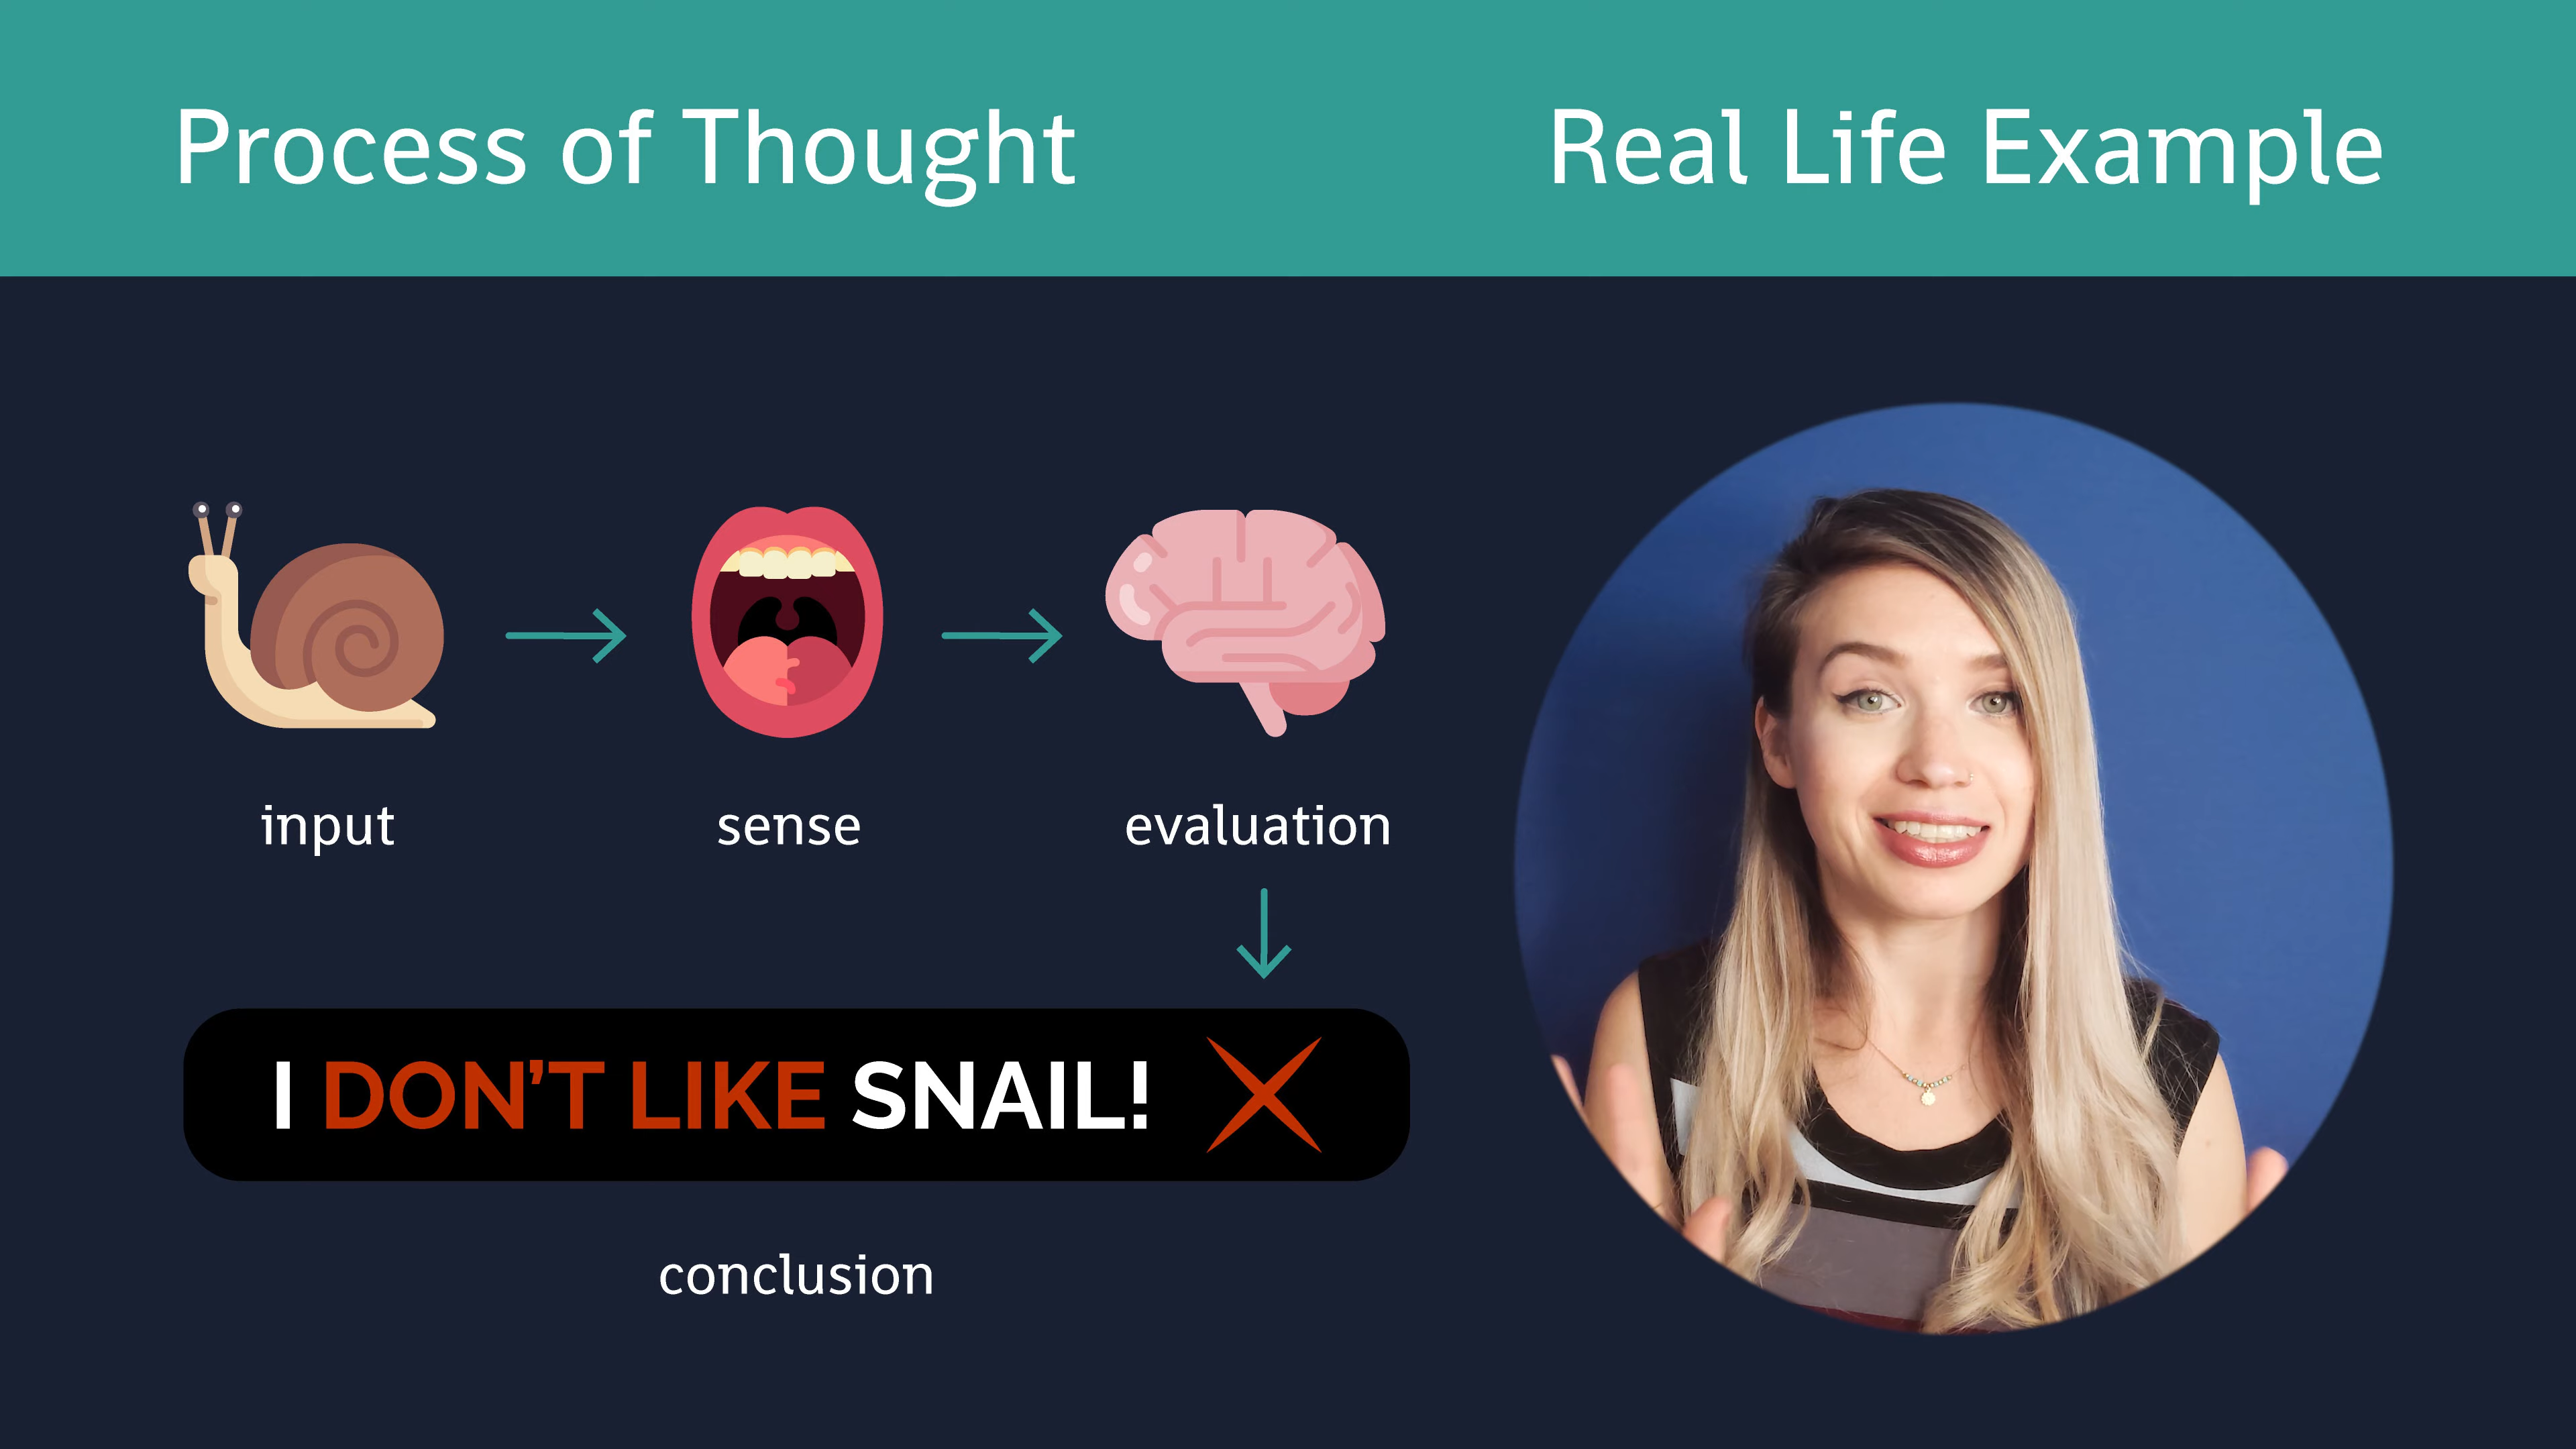 Process of Thought
Real Life Example
input
sense
evaluation
I DON’T LIKE SNAIL!
conclusion